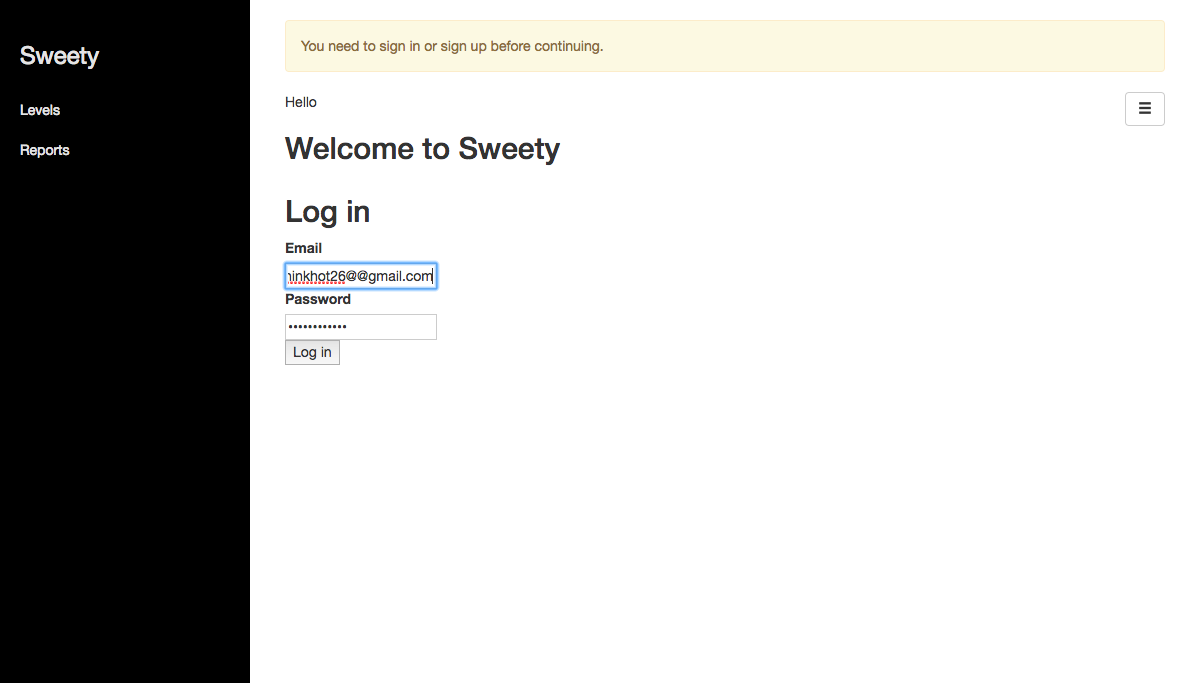 Sweety
Levels
Reports
You need to sign in or sign up before continuing.
Hello
Welcome to Sweety
Log in
Email
inkhot26@@gmail.com
Password
••••••••••••
Log in